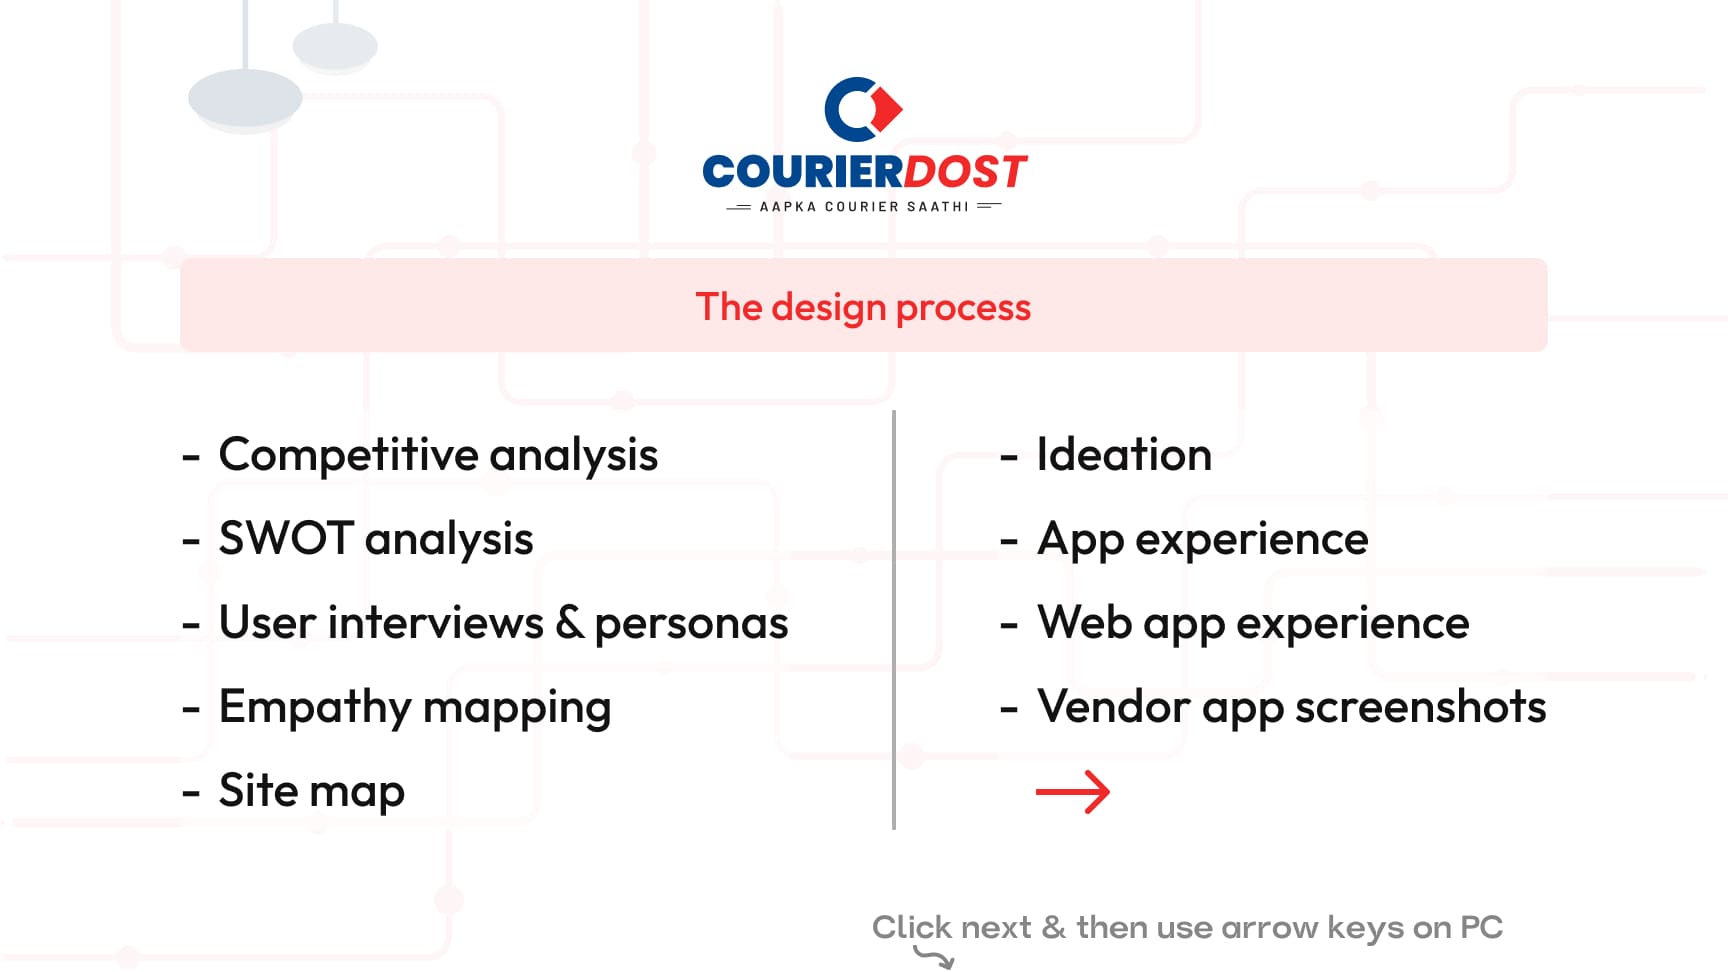 COURIERDOST
AAPKA COURIER SAATHI
The design process
- Competitive analysis
- SWOT analysis
- User interviews & personas
- Empathy mapping
- Site map
- Ideation
- App experience
- Web app experience
- Vendor app screenshots
Click next & then use arrow keys on PC